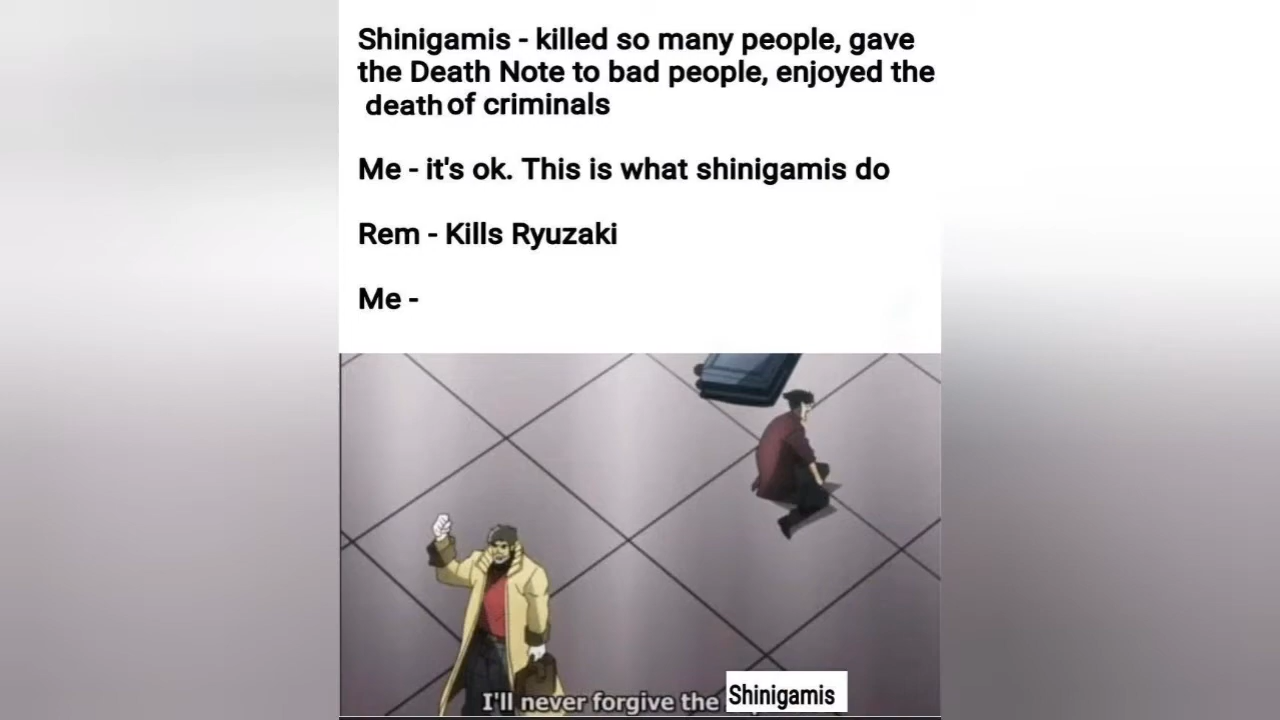 Shinigamis - killed so many people, gave
the Death Note to bad people, enjoyed the
death of criminals
Me - it's ok. This is what shinigamis do
Rem - Kills Ryuzaki
Me -
I'll never forgive the Shinigamis